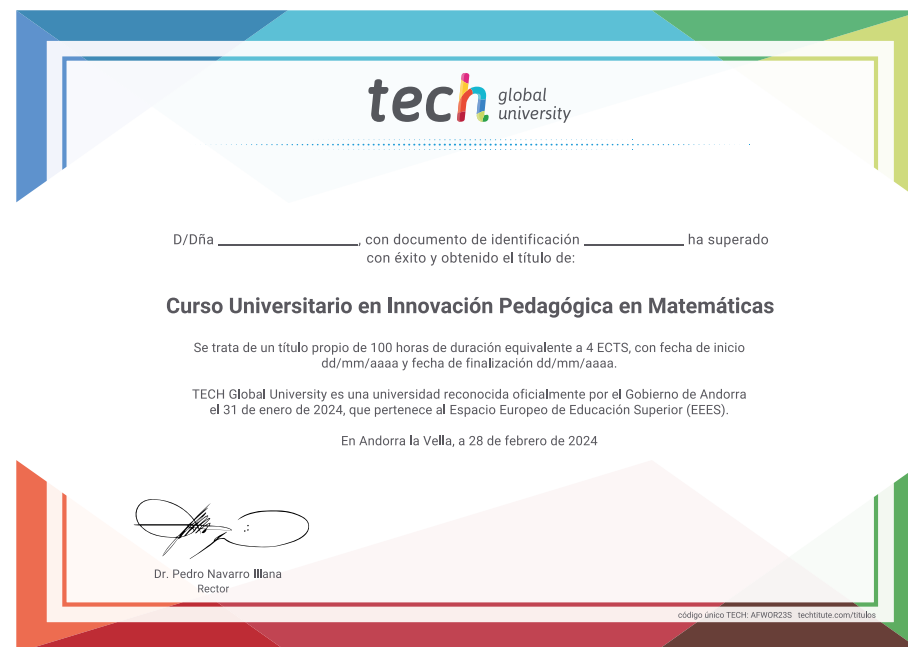 tech global university
D/Dña ____________________, con documento de identificación ______________ ha superado
con éxito y obtenido el título de:
Curso Universitario en Innovación Pedagógica en Matemáticas
Se trata de un título propio de 100 horas de duración equivalente a 4 ECTS, con fecha de inicio
dd/mm/aaaa y fecha de finalización dd/mm/aaaa.
TECH Global University es una universidad reconocida oficialmente por el Gobierno de Andorra
el 31 de enero de 2024, que pertenece al Espacio Europeo de Educación Superior (EEES).
En Andorra la Vella, a 28 de febrero de 2024
Dr. Pedro Navarro Illana
Rector
código único TECH: AFWOR23S techtitute.com/titulos